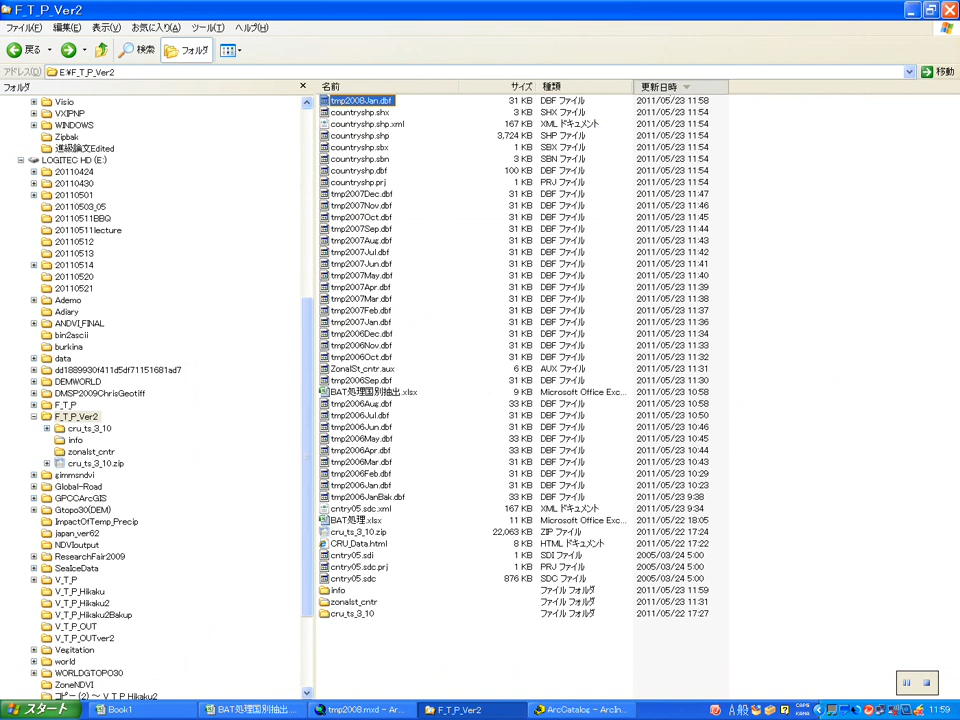 F_T_P_Ver2
ファイル(F) 編集(E) 表示(V) お気に入り(A) ツール(T) ヘルプ(H)
戻る 検索 フォルダ
アドレス(D) E:¥F_T_P_Ver2 移動
フォルダ
Visio
VXIPNP
WINDOWS
Zipbak
進級論文Edited
LOGITEC HD (E:)
20110424
20110430
20110501
20110503_05
20110511BBQ
20110511lecture
20110512
20110513
20110514
20110520
20110521
Ademo
Adiary
ANDVI_FINAL
bin2ascii
burkina
data
dd1889930f411d5df71151681ad7
DEMWORLD
DMSP2009ChrisGeotiff
F_T_P
F_T_P_Ver2
cru_ts_3_10
info
zonalst_cntr
cru_ts_3_10.zip
gimmsndvi
Global-Road
GPCCArcGIS
Gtopo30(DEM)
ImpactOfTemp_Precip
japan_ver62
NDVIoutput
ResearchFair2009
SeaIceData
V_T_P
V_T_P_Hikaku
V_T_P_Hikaku2
V_T_P_Hikaku2Bakup
V_T_P_OUT
V_T_P_OUTver2
Vegitation
world
WORLDGTOPO30
ZoneNDVI
コピー (2) ～ V_T_P_Hikaku2
名前 サイズ 種類 更新日時
tmp2008Jan.dbf 31 KB DBF ファイル 2011/05/23 11:58
countryshp.shx 3 KB SHX ファイル 2011/05/23 11:54
countryshp.shp.xml 167 KB XML ドキュメント 2011/05/23 11:54
countryshp.shp 3,724 KB SHP ファイル 2011/05/23 11:54
countryshp.sbx 1 KB SBX ファイル 2011/05/23 11:54
countryshp.sbn 3 KB SBN ファイル 2011/05/23 11:54
countryshp.dbf 100 KB DBF ファイル 2011/05/23 11:54
countryshp.prj 1 KB PRJ ファイル 2011/05/23 11:54
tmp2007Dec.dbf 31 KB DBF ファイル 2011/05/23 11:47
tmp2007Nov.dbf 31 KB DBF ファイル 2011/05/23 11:46
tmp2007Oct.dbf 31 KB DBF ファイル 2011/05/23 11:45
tmp2007Sep.dbf 31 KB DBF ファイル 2011/05/23 11:44
tmp2007Aug.dbf 31 KB DBF ファイル 2011/05/23 11:43
tmp2007Jul.dbf 31 KB DBF ファイル 2011/05/23 11:42
tmp2007Jun.dbf 31 KB DBF ファイル 2011/05/23 11:41
tmp2007May.dbf 31 KB DBF ファイル 2011/05/23 11:40
tmp2007Apr.dbf 31 KB DBF ファイル 2011/05/23 11:39
tmp2007Mar.dbf 31 KB DBF ファイル 2011/05/23 11:38
tmp2007Feb.dbf 31 KB DBF ファイル 2011/05/23 11:37
tmp2007Jan.dbf 31 KB DBF ファイル 2011/05/23 11:36
tmp2006Dec.dbf 31 KB DBF ファイル 2011/05/23 11:34
tmp2006Nov.dbf 31 KB DBF ファイル 2011/05/23 11:33
tmp2006Oct.dbf 31 KB DBF ファイル 2011/05/23 11:32
ZonalSt_cntr.aux 6 KB AUX ファイル 2011/05/23 11:31
tmp2006Sep.dbf 31 KB DBF ファイル 2011/05/23 11:30
BAT処理国別抽出.xlsx 9 KB Microsoft Office Exc... 2011/05/23 10:58
tmp2006Aug.dbf 33 KB DBF ファイル 2011/05/23 10:58
tmp2006Jul.dbf 33 KB DBF ファイル 2011/05/23 10:50
tmp2006Jun.dbf 33 KB DBF ファイル 2011/05/23 10:46
tmp2006May.dbf 33 KB DBF ファイル 2011/05/23 10:45
tmp2006Apr.dbf 33 KB DBF ファイル 2011/05/23 10:44
tmp2006Mar.dbf 33 KB DBF ファイル 2011/05/23 10:43
tmp2006Feb.dbf 33 KB DBF ファイル 2011/05/23 10:29
tmp2006Jan.dbf 33 KB DBF ファイル 2011/05/23 10:23
tmp2006JanBak.dbf 33 KB DBF ファイル 2011/05/23 9:38
cntry05.sdc.xml 167 KB XML ドキュメント 2011/05/23 9:34
BAT処理.xlsx 11 KB Microsoft Office Exc... 2011/05/22 18:05
cru_ts_3_10.zip 22,063 KB ZIP ファイル 2011/05/22 17:24
CRU_Data.html 8 KB HTML ドキュメント 2011/05/22 17:22
cntry05.sdi 1 KB SDI ファイル 2005/03/24 5:00
cntry05.sdc.prj 1 KB PRJ ファイル 2005/03/24 5:00
cntry05.sdc 876 KB SDC ファイル 2005/03/24 5:00
info ファイル フォルダ 2011/05/23 11:59
zonalst_cntr ファイル フォルダ 2011/05/23 11:31
cru_ts_3_10 ファイル フォルダ 2011/05/22 17:27
スタート Book1 BAT処理国別抽出... tmp2008.mxd - Ar... F_T_P_Ver2 ArcCatalog - ArcIn... A 般 CAPS KANA 11:59